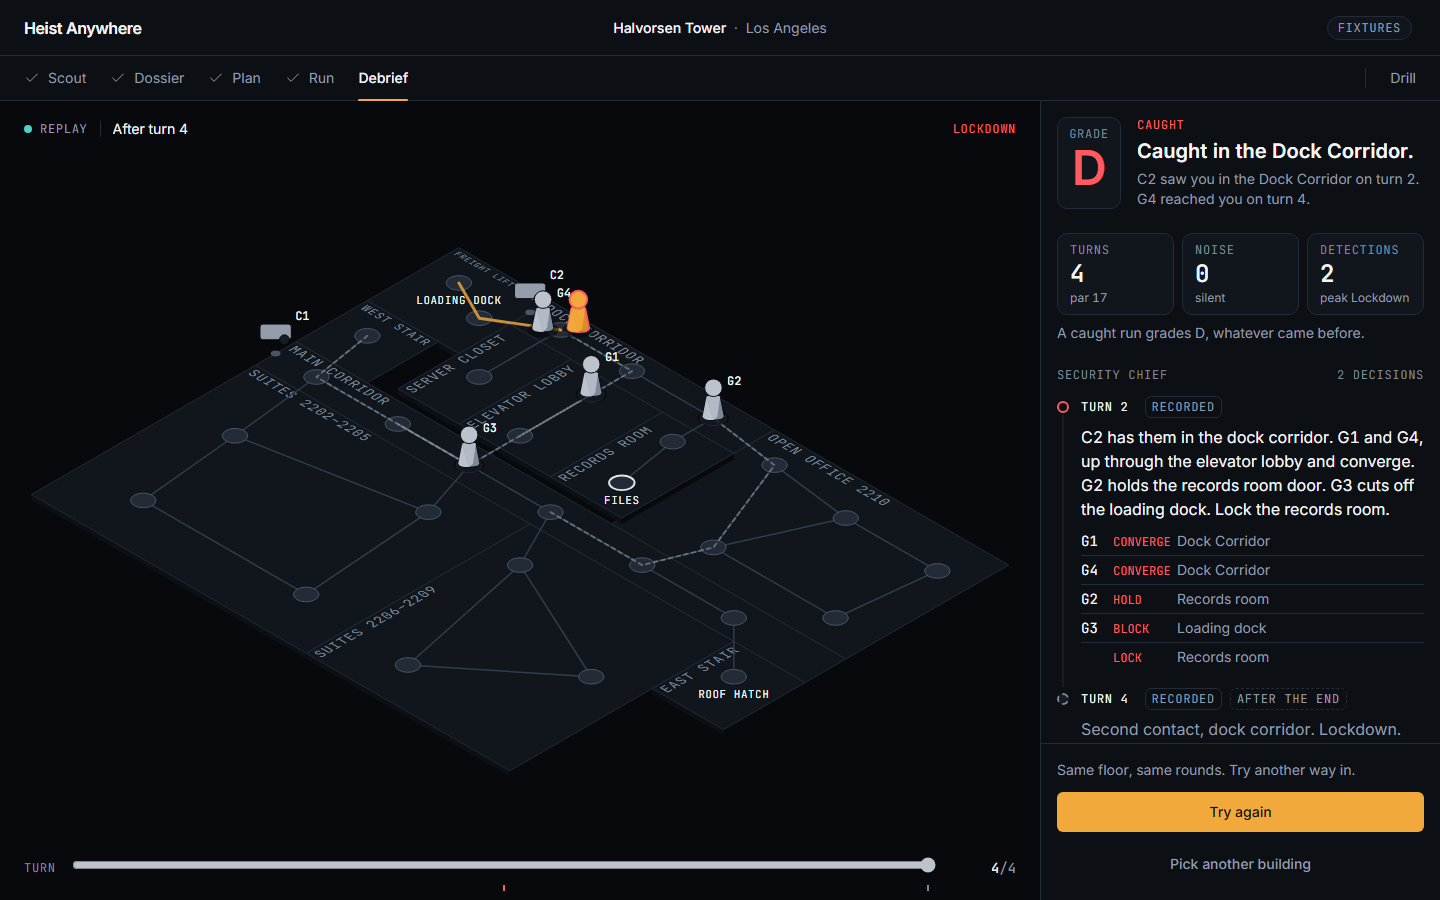 Heist Anywhere
Halvorsen Tower · Los Angeles
FIXTURES
Scout
Dossier
Plan
Run
Debrief
Drill
REPLAY
After turn 4
LOCKDOWN
FREIGHT LIFT
LOADING DOCK
C2
G4
C1
WEST STAIR
MAIN CORRIDOR
SUITES 2202-2205
SERVER CLOSET
ELEVATOR LOBBY
G1
G2
G3
RECORDS ROOM
FILES
OPEN OFFICE 2210
SUITES 2206-2209
EAST STAIR
ROOF HATCH
TURN
4/4
GRADE
D
CAUGHT
Caught in the Dock Corridor.
C2 saw you in the Dock Corridor on turn 2.
G4 reached you on turn 4.
TURNS
4
par 17
NOISE
0
silent
DETECTIONS
2
peak Lockdown
A caught run grades D, whatever came before.
SECURITY CHIEF
2 DECISIONS
TURN 2
RECORDED
C2 has them in the dock corridor. G1 and G4,
up through the elevator lobby and converge.
G2 holds the records room door. G3 cuts off
the loading dock. Lock the records room.
G1 CONVERGE Dock Corridor
G4 CONVERGE Dock Corridor
G2 HOLD Records room
G3 BLOCK Loading dock
LOCK Records room
TURN 4
RECORDED
AFTER THE END
Second contact, dock corridor. Lockdown.
Same floor, same rounds. Try another way in.
Try again
Pick another building